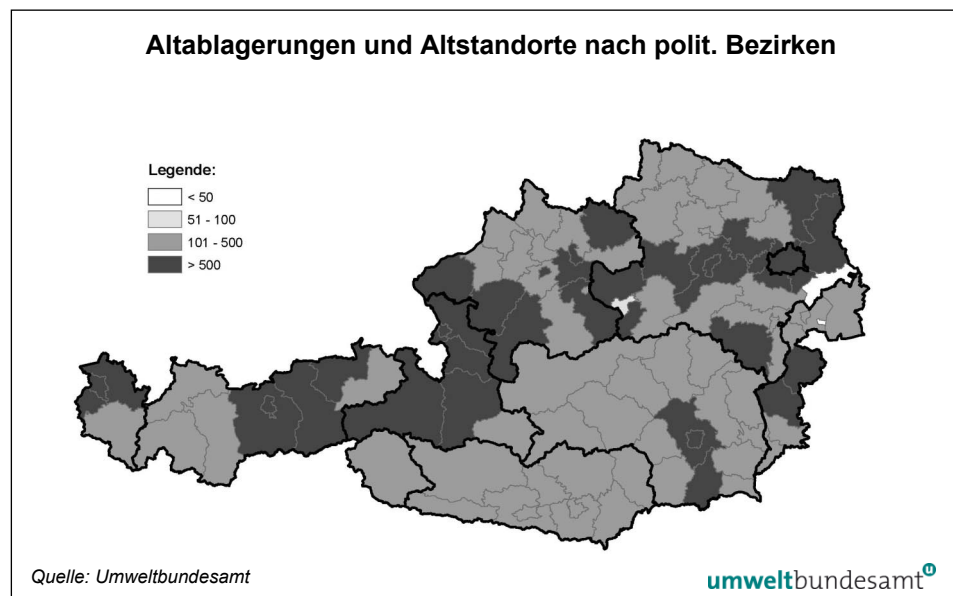 Altablagerungen und Altstandorte nach polit. Bezirken
Legende:
< 50
51 - 100
101 - 500
> 500
Quelle: Umweltbundesamt
umweltbundesamt u